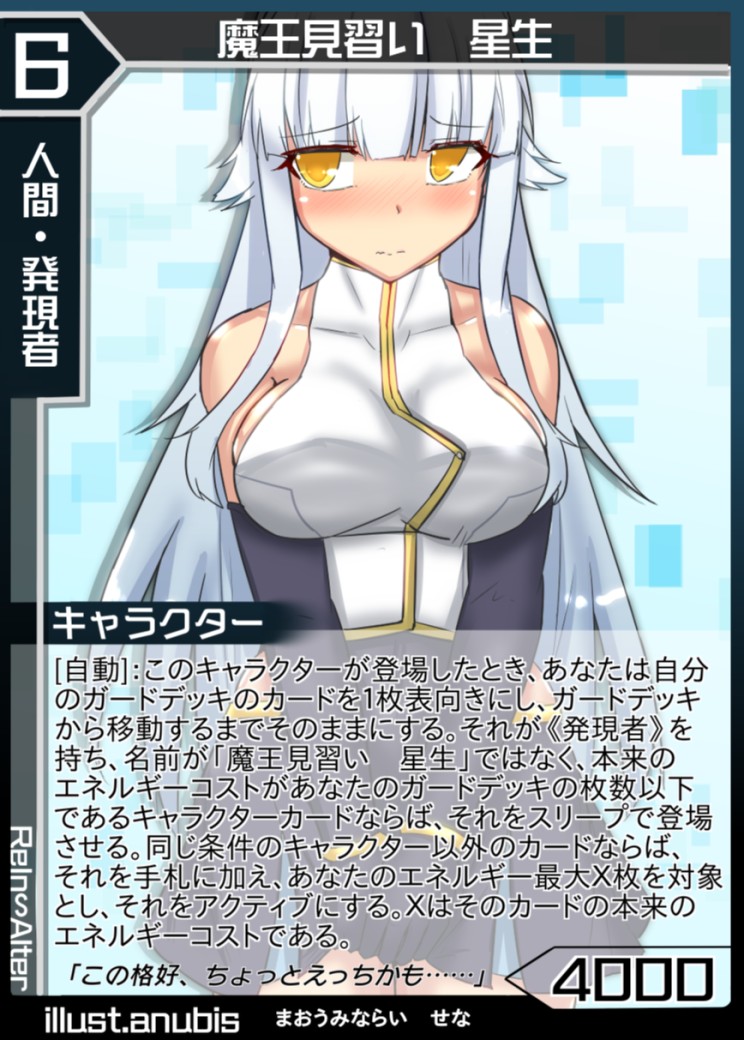 6
魔王見習い　星生
人間・発現者
キャラクター
[自動]:このキャラクターが登場したとき、あなたは自分
のガードデッキのカードを1枚表向きにし、ガードデッキ
から移動するまでそのままにする。それが《発現者》を
持ち、名前が「魔王見習い　星生」ではなく、本来の
エネルギーコストがあなたのガードデッキの枚数以下
であるキャラクターカードならば、それをスリープで登場
させる。同じ条件のキャラクター以外のカードならば、
それを手札に加え、あなたのエネルギー最大X枚を対象
とし、それをアクティブにする。Xはそのカードの本来の
エネルギーコストである。
「この格好、ちょっとえっちかも……」
4000
ReIn∽Alter
illust.anubis
まおうみならい　せな